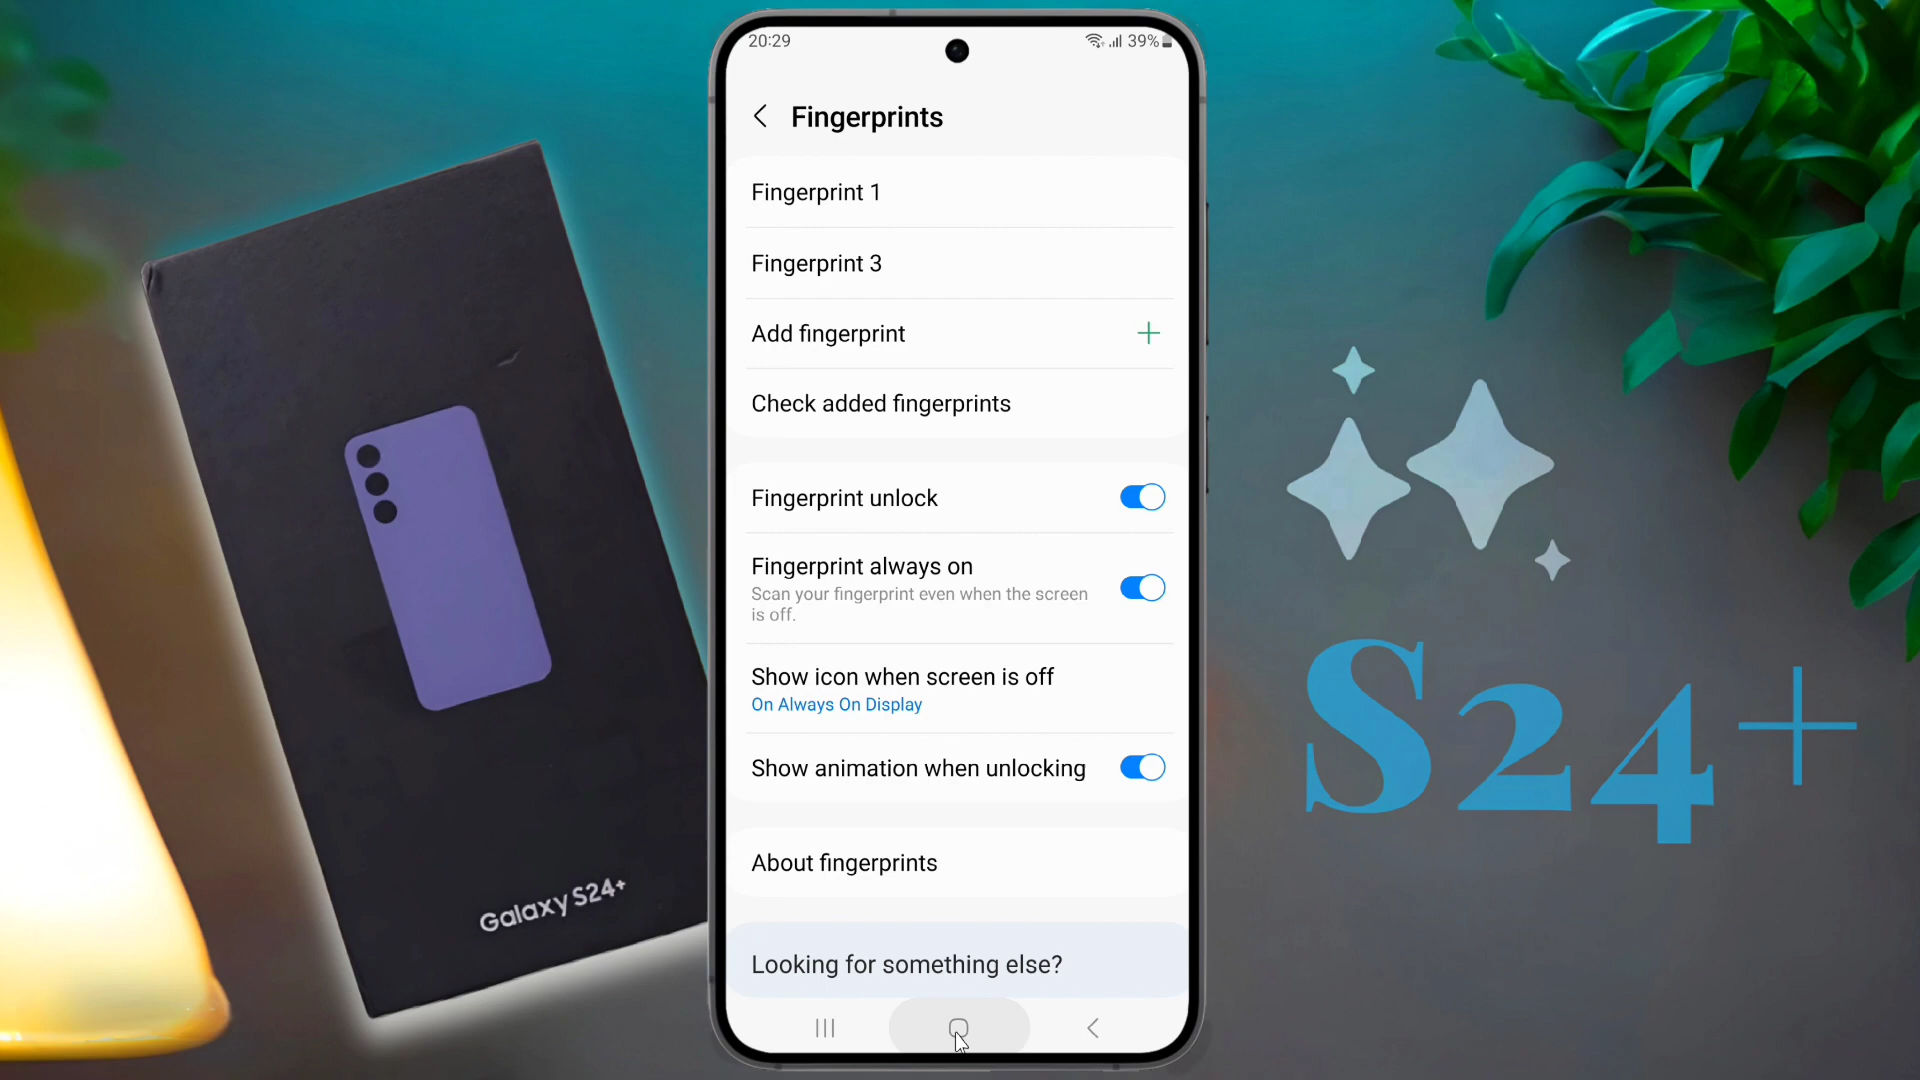 20:29
39%
Fingerprints
Fingerprint 1
Fingerprint 3
Add fingerprint
Check added fingerprints
Fingerprint unlock
Fingerprint always on
Scan your fingerprint even when the screen
is off.
Show icon when screen is off
On Always On Display
Show animation when unlocking
About fingerprints
Looking for something else?
Galaxy S24+
S24+